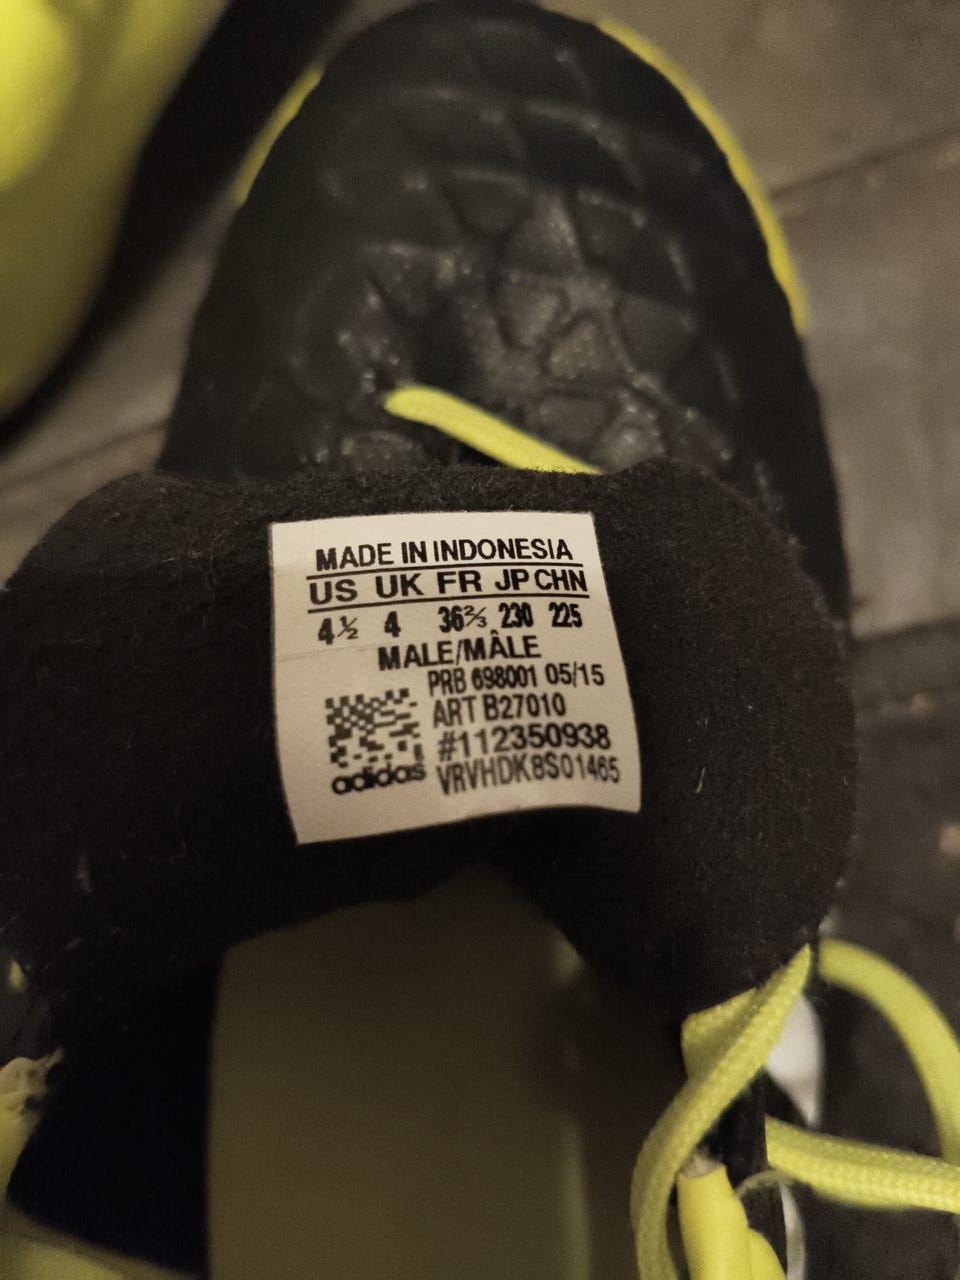 MADE IN INDONESIA
US UK FR JP CHN
4½ 4 36⅔ 230 225
MALE/MÂLE
PRB 698001 05/15
ART B27010
#112350938
VRVHDK8S01465
adidas